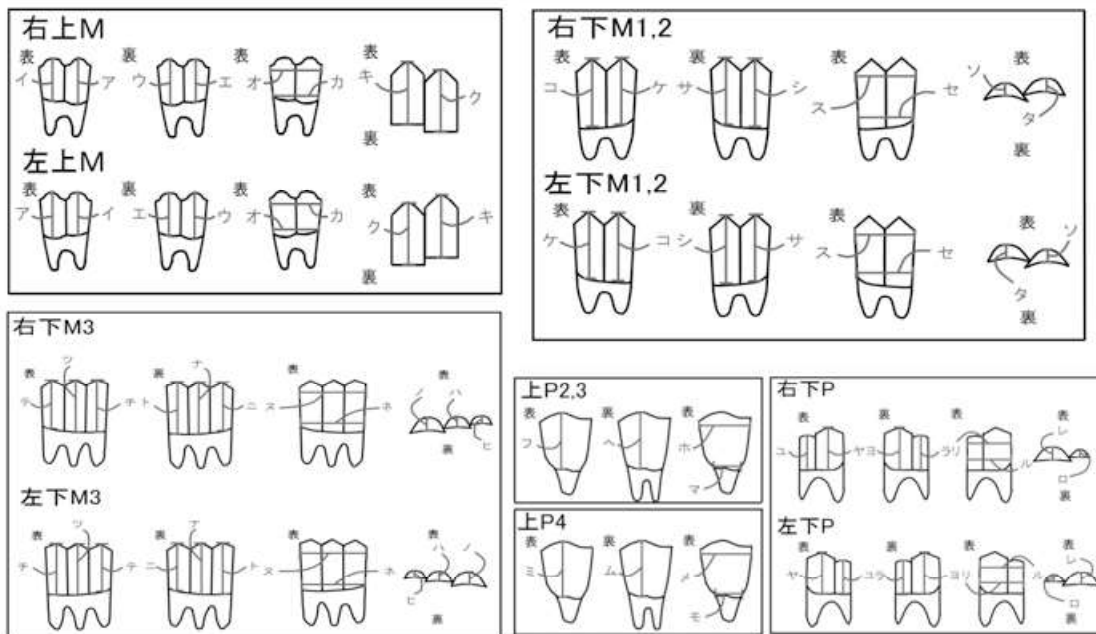 右上M
表 裏 表 表
イ ア ウ エ オ カ キ ク
裏
左上M
表 裏 表 表
ア イ エ ウ オ カ ク キ
裏
右下M1,2
表 裏 表 表
コ ケ サ シ ス セ ソ タ
裏
左下M1,2
表 裏 表 表
ケ コ シ サ ス セ ソ タ
裏
右下M3
ツ ナ
表 裏 表 表
テ チ ト ニ ヌ ネ ノ ハ ヒ
裏
左下M3
ツ ナ
表 裏 表 表
チ テ ニ ト ヌ ネ ハ ノ ヒ
裏
上P2,3
表 裏 表
フ ヘ ホ
マ
上P4
表 裏 表
ミ ム メ
モ
右下P
表 裏 表 表
ユ ヤ ヨ ラ リ ル レ ロ
裏
左下P
表 裏 表 表
ヤ ユ ラ ヨ リ ル レ ロ
裏